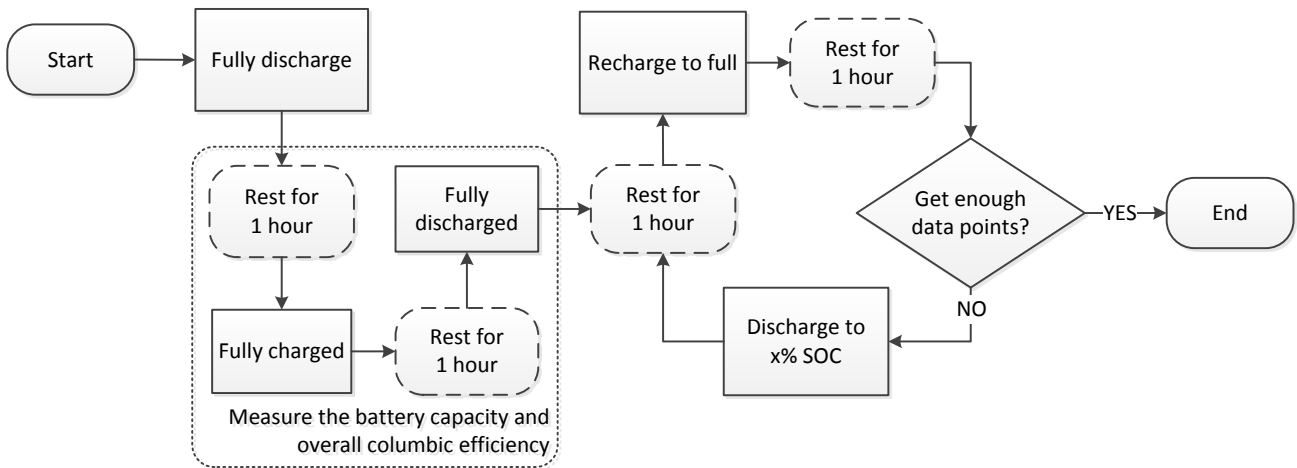 Start
Fully discharge
Rest for
1 hour
Fully charged
Rest for
1 hour
Fully
discharged
Measure the battery capacity and
overall columbic efficiency
Rest for
1 hour
Recharge to full
Rest for
1 hour
Get enough
data points?
YES
End
NO
Discharge to
x% SOC